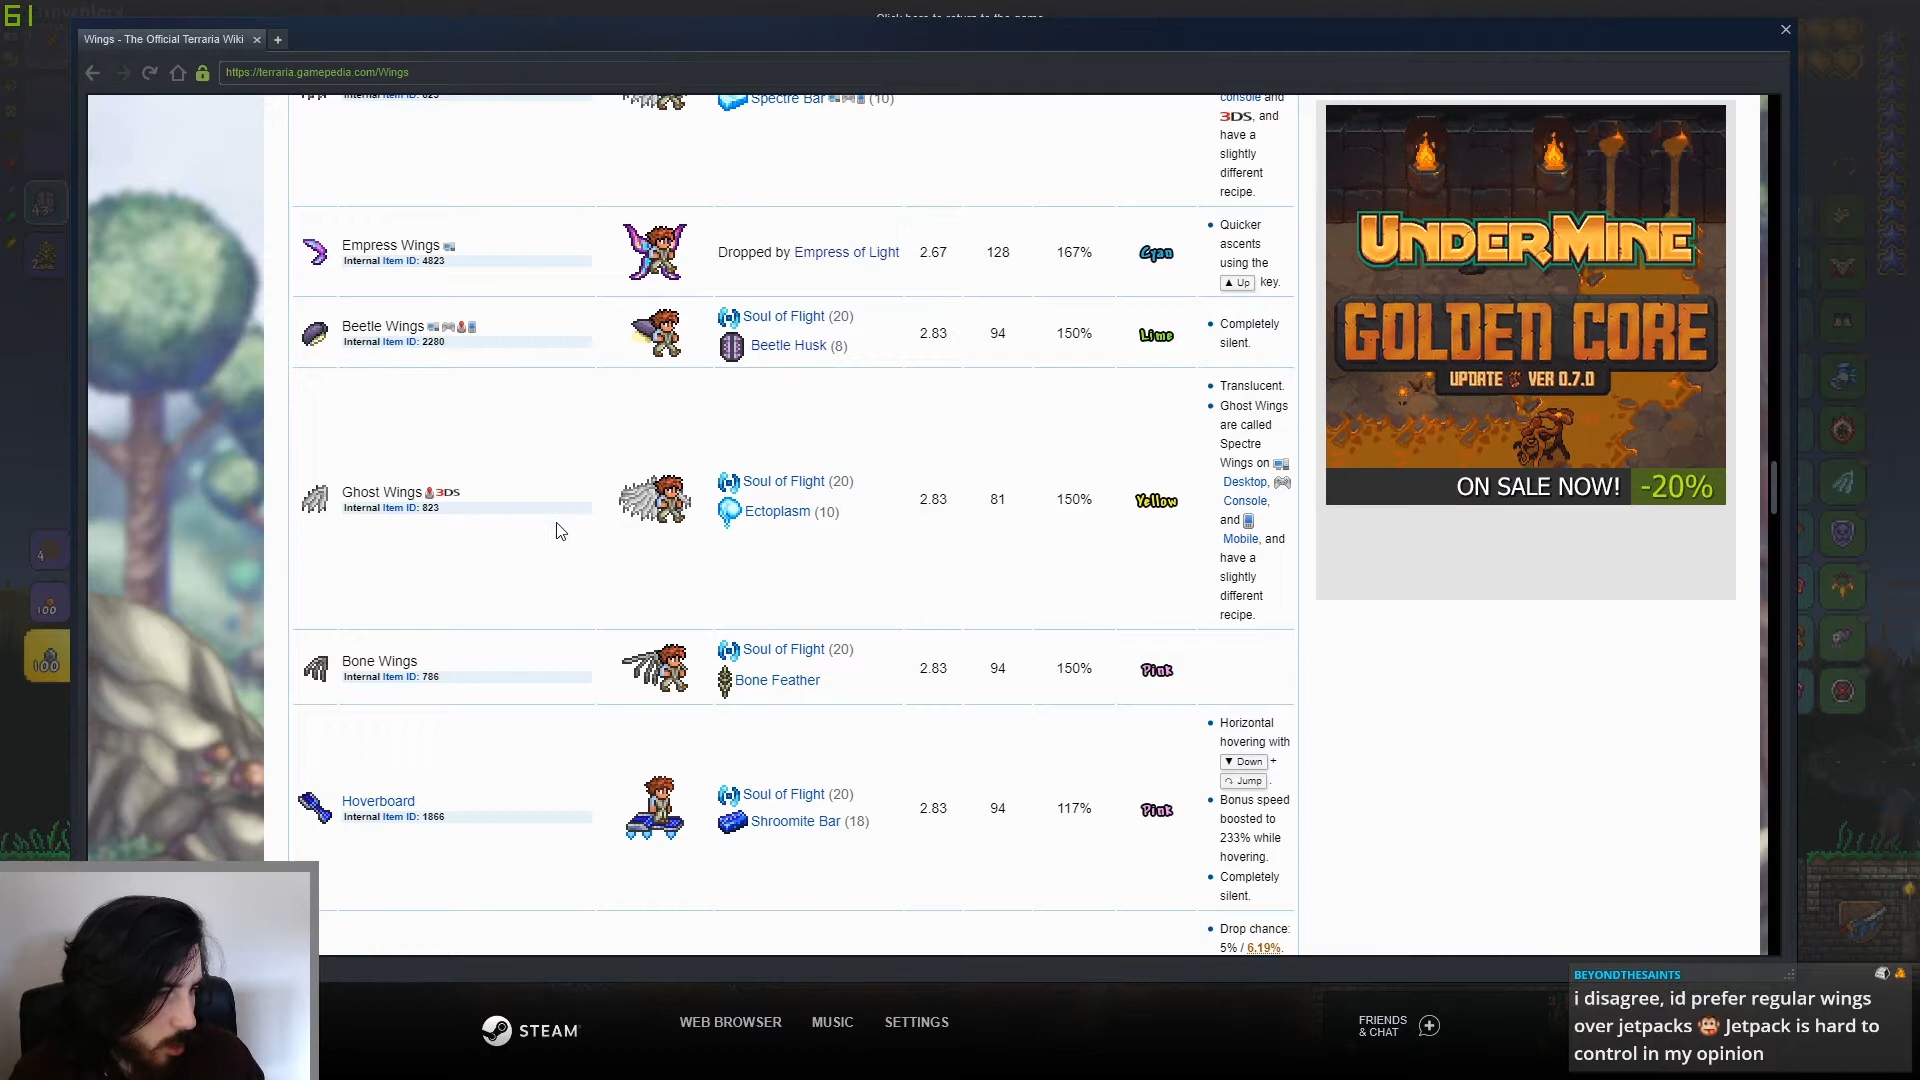 61
Wings - The Official Terraria Wiki
https://terraria.gamepedia.com/Wings
Spectre Bar (10)
console and
3DS, and
have a
slightly
different
recipe.
Empress Wings
Internal Item ID: 4823
Dropped by Empress of Light
2.67
128
167%
Cyan
Quicker
ascents
using the
▲ Up key.
Beetle Wings
Internal Item ID: 2280
Soul of Flight (20)
Beetle Husk (8)
2.83
94
150%
Lime
Completely
silent.
Ghost Wings 3DS
Internal Item ID: 823
Soul of Flight (20)
Ectoplasm (10)
2.83
81
150%
Yellow
Translucent.
Ghost Wings
are called
Spectre
Wings on
Desktop,
Console,
and
Mobile, and
have a
slightly
different
recipe.
Bone Wings
Internal Item ID: 786
Soul of Flight (20)
Bone Feather
2.83
94
150%
Pink
Hoverboard
Internal Item ID: 1866
Soul of Flight (20)
Shroomite Bar (18)
2.83
94
117%
Pink
Horizontal
hovering with
▼ Down +
Jump .
Bonus speed
boosted to
233% while
hovering.
Completely
silent.
Drop chance:
5% / 6.19%.
UNDERMINE
GOLDEN CORE
UPDATE VER 0.7.0
ON SALE NOW! -20%
43
2
4
100
100
STEAM
WEB BROWSER
MUSIC
SETTINGS
FRIENDS
& CHAT
BEYONDTHESAINTS
i disagree, id prefer regular wings
over jetpacks Jetpack is hard to
control in my opinion